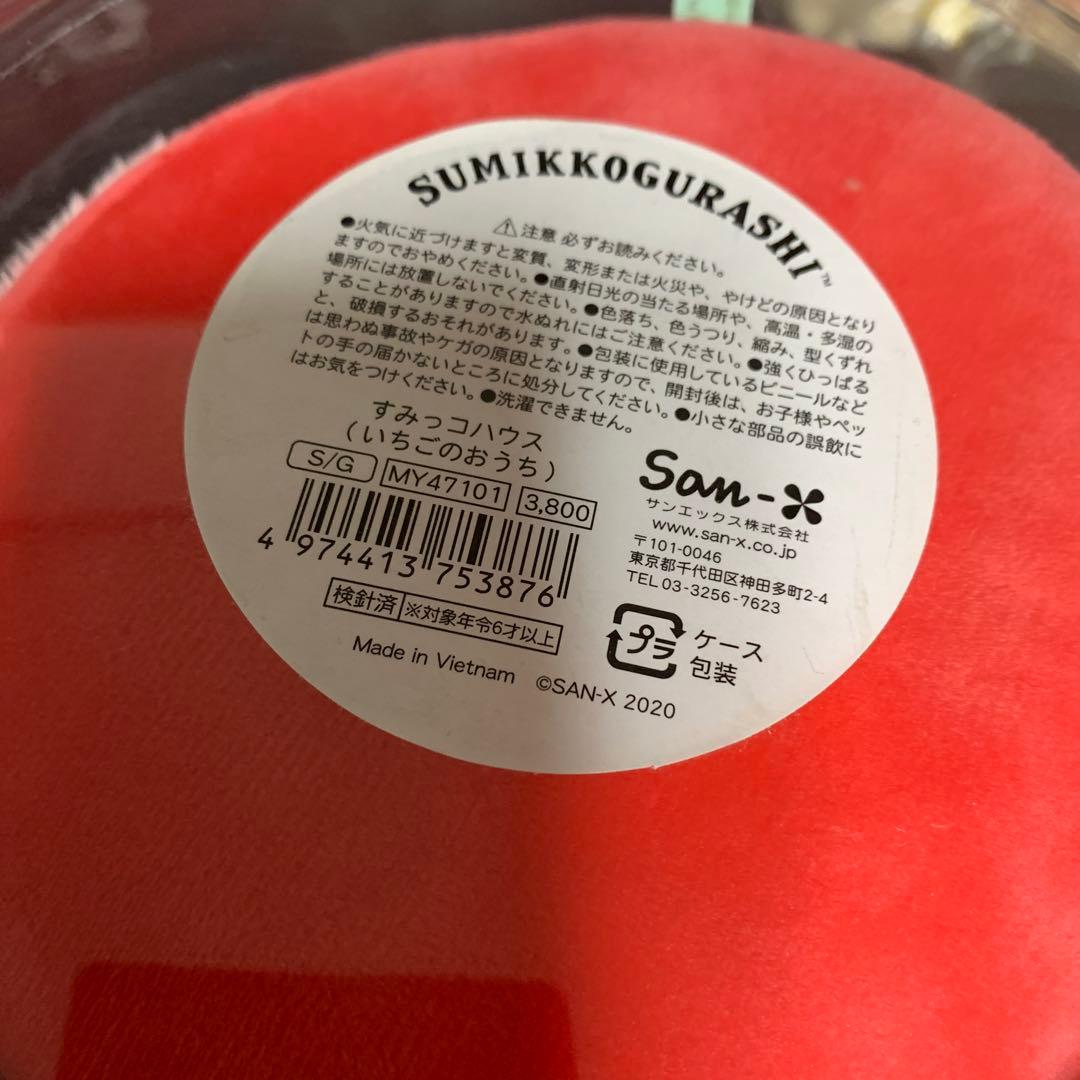 SUMIKKOGURASHI™
⚠注意 必ずお読みください。
●火気に近づけますと変質、変形または火災や、やけどの原因となり
ますのでおやめください。●直射日光の当たる場所や、高温・多湿の
場所には放置しないでください。●色落ち、色うつり、縮み、型くずれ
することがありますので水ぬれにはご注意ください。●強くひっぱる
と、破損するおそれがあります。●包装に使用しているビニールなど
は思わぬ事故やケガの原因となりますので、開封後は、お子様やペッ
トの手の届かないところに処分してください。●小さな部品の誤飲に
はお気をつけください。●洗濯できません。
すみっコハウス
(いちごのおうち)
S/G MY47101 3,800
4 974413 753876
検針済 ※対象年令6才以上
Made in Vietnam ©SAN-X 2020
San-X
サンエックス株式会社
www.san-x.co.jp
〒101-0046
東京都千代田区神田多町2-4
TEL 03-3256-7623
プラ ケース
包装